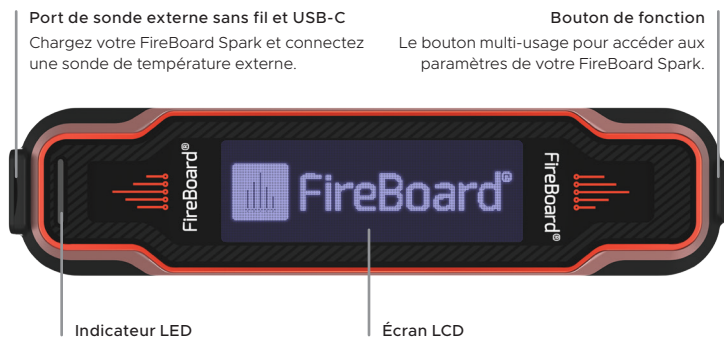 Port de sonde externe sans fil et USB-C
Chargez votre FireBoard Spark et connectez
une sonde de température externe.
Bouton de fonction
Le bouton multi-usage pour accéder aux
paramètres de votre FireBoard Spark.
FireBoard®
FireBoard®
FireBoard®
Indicateur LED
Écran LCD